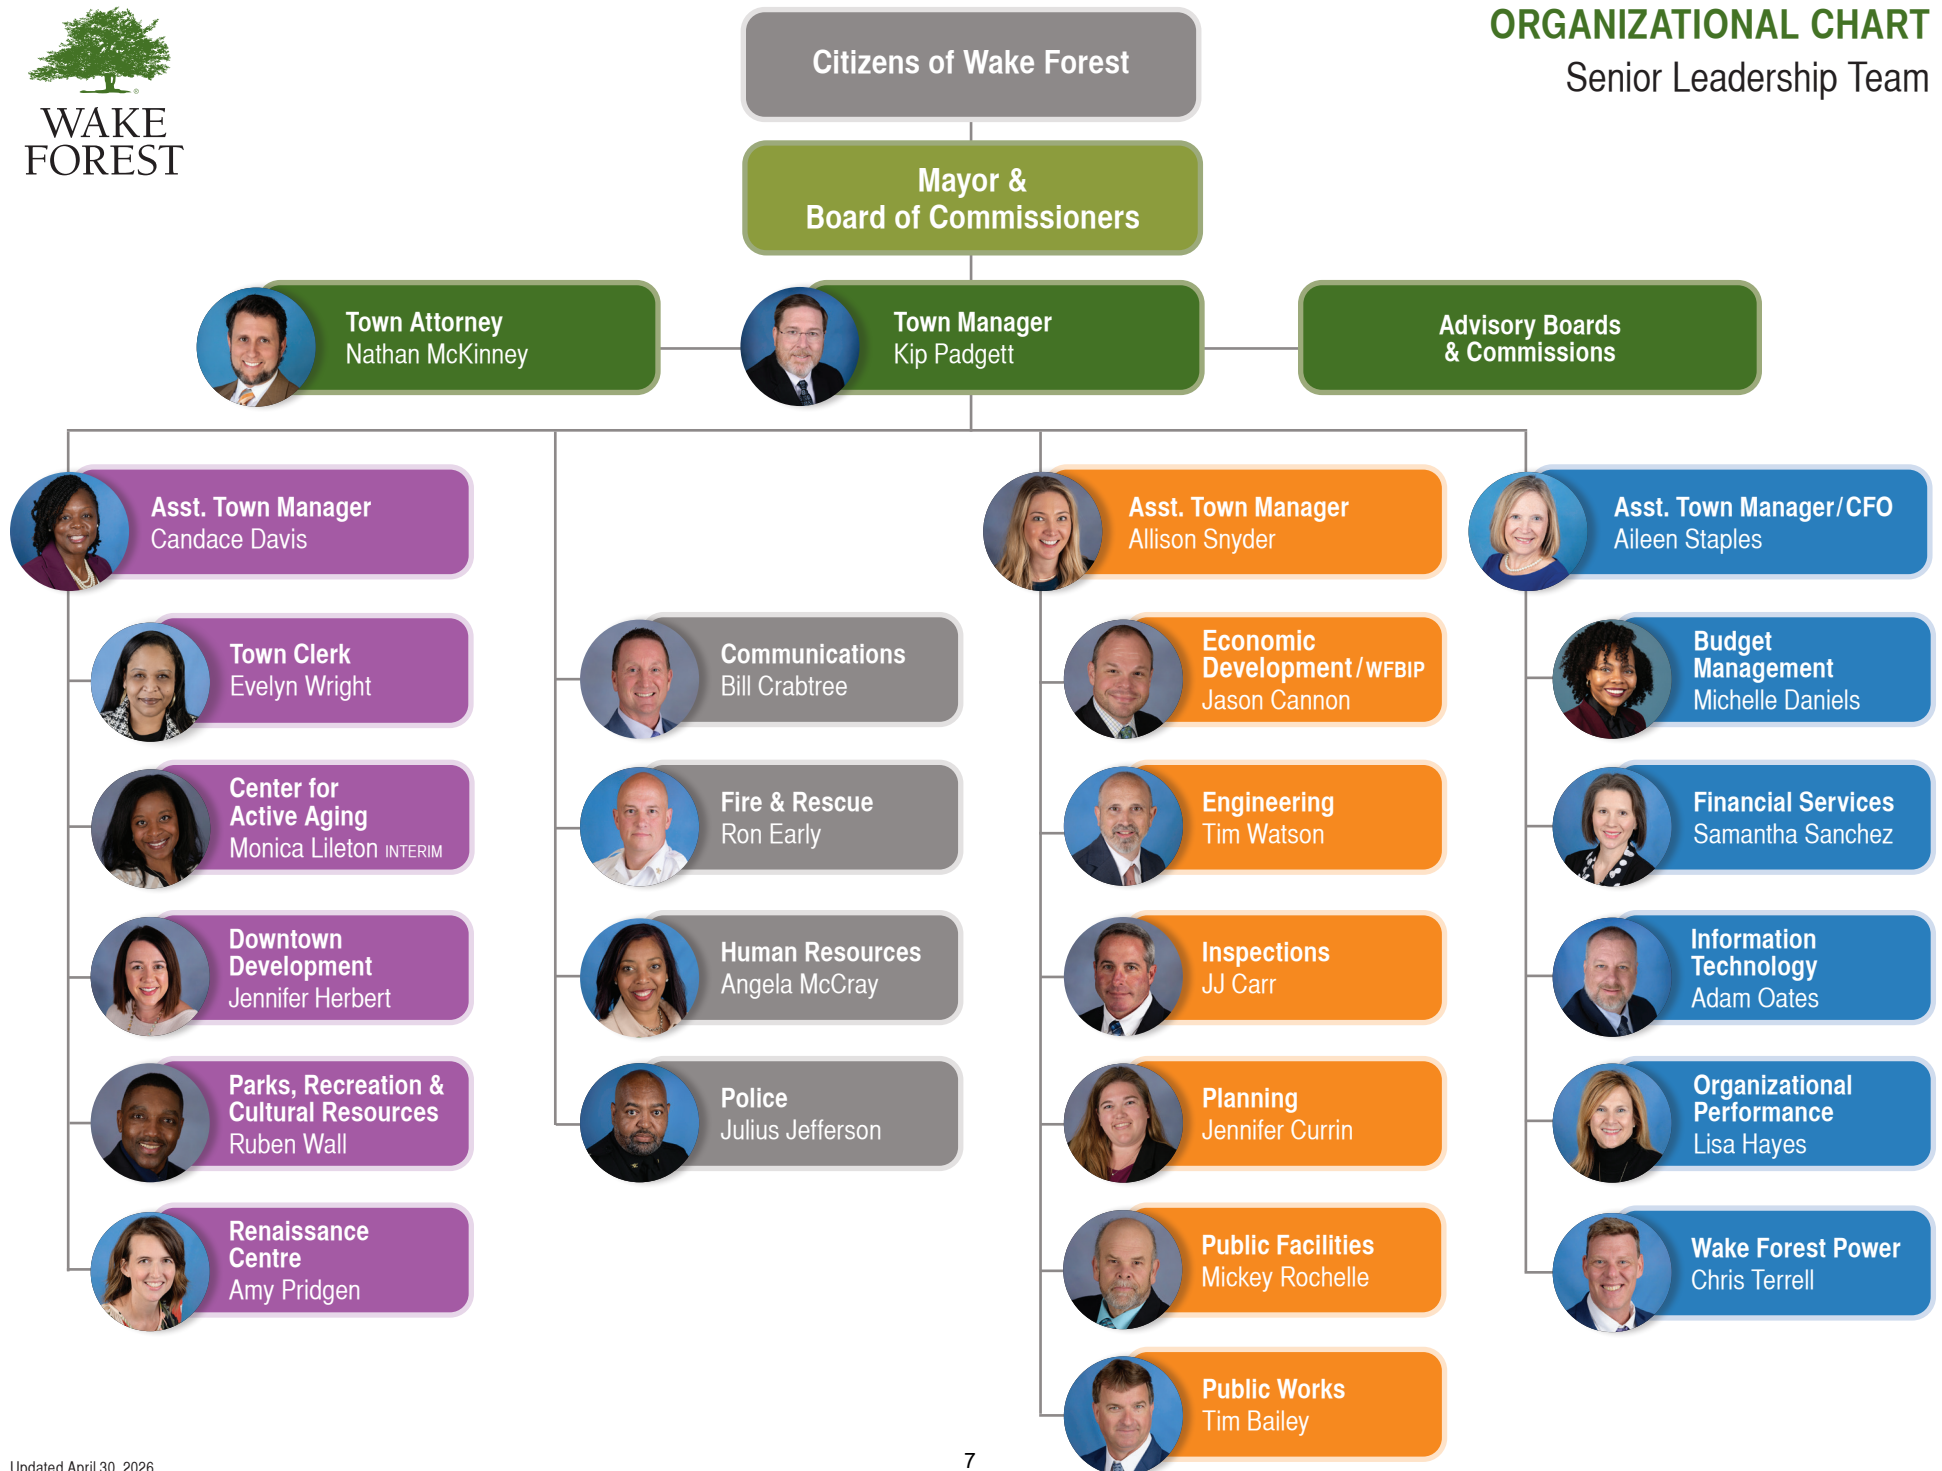 WAKE
FOREST
ORGANIZATIONAL CHART
Senior Leadership Team
Citizens of Wake Forest
Mayor &
Board of Commissioners
Town Attorney
Nathan McKinney
Town Manager
Kip Padgett
Advisory Boards
& Commissions
Asst. Town Manager
Candace Davis
Town Clerk
Evelyn Wright
Center for
Active Aging
Monica Lileton INTERIM
Downtown
Development
Jennifer Herbert
Parks, Recreation &
Cultural Resources
Ruben Wall
Renaissance
Centre
Amy Pridgen
Communications
Bill Crabtree
Fire & Rescue
Ron Early
Human Resources
Angela McCray
Police
Julius Jefferson
Asst. Town Manager
Allison Snyder
Economic
Development/WFBIP
Jason Cannon
Engineering
Tim Watson
Inspections
JJ Carr
Planning
Jennifer Currin
Public Facilities
Mickey Rochelle
Public Works
Tim Bailey
Asst. Town Manager/CFO
Aileen Staples
Budget
Management
Michelle Daniels
Financial Services
Samantha Sanchez
Information
Technology
Adam Oates
Organizational
Performance
Lisa Hayes
Wake Forest Power
Chris Terrell
Updated April 30, 2026
7